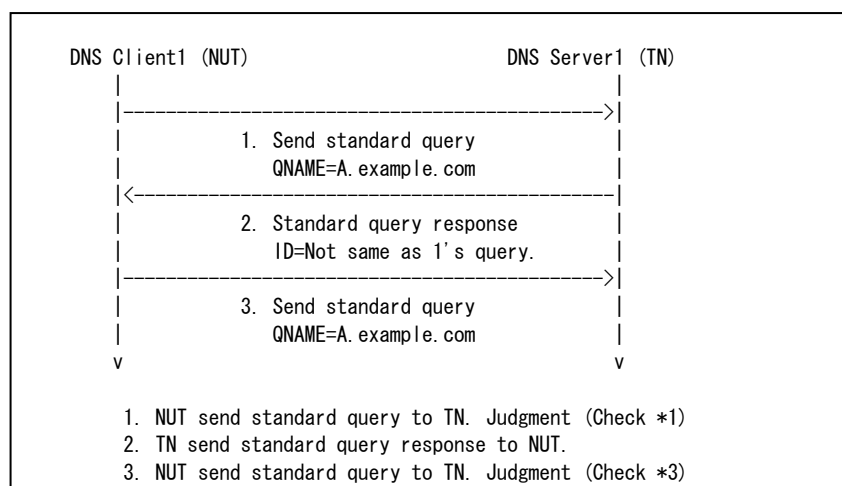 DNS Client1 (NUT) DNS Server1 (TN)
| |
|--------------------------------------------->|
| 1. Send standard query |
| QNAME=A.example.com |
|<---------------------------------------------|
| 2. Standard query response |
| ID=Not same as 1's query. |
|--------------------------------------------->|
| 3. Send standard query |
| QNAME=A.example.com |
v v
1. NUT send standard query to TN. Judgment (Check *1)
2. TN send standard query response to NUT.
3. NUT send standard query to TN. Judgment (Check *3)